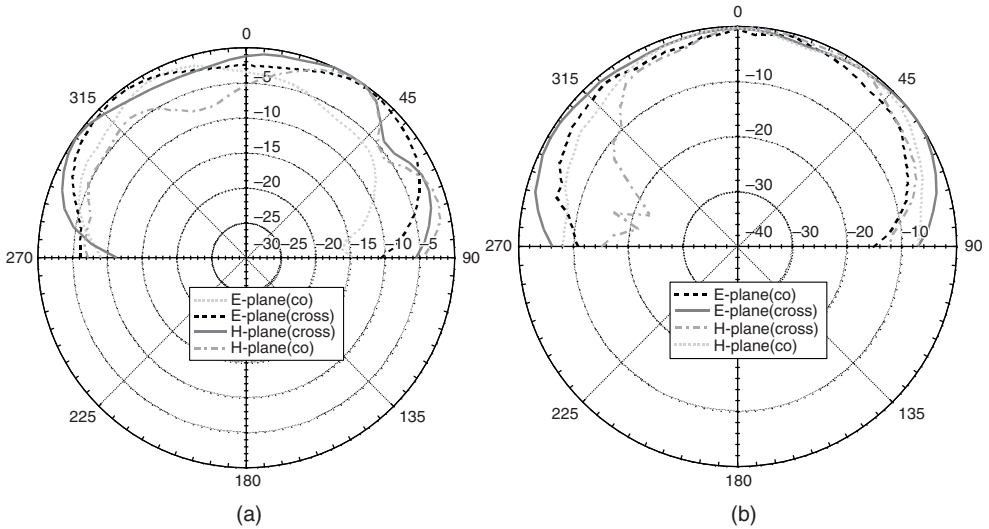 0
45
90
135
180
225
270
315
−5
−10
−15
−20
−25
−30 −25 −20 −15 −10 −5
E-plane(co)
E-plane(cross)
H-plane(cross)
H-plane(co)
(a)
0
45
90
135
180
225
270
315
−10
−20
−30
−40 −30 −20 −10
E-plane(co)
E-plane(cross)
H-plane(cross)
H-plane(co)
(b)